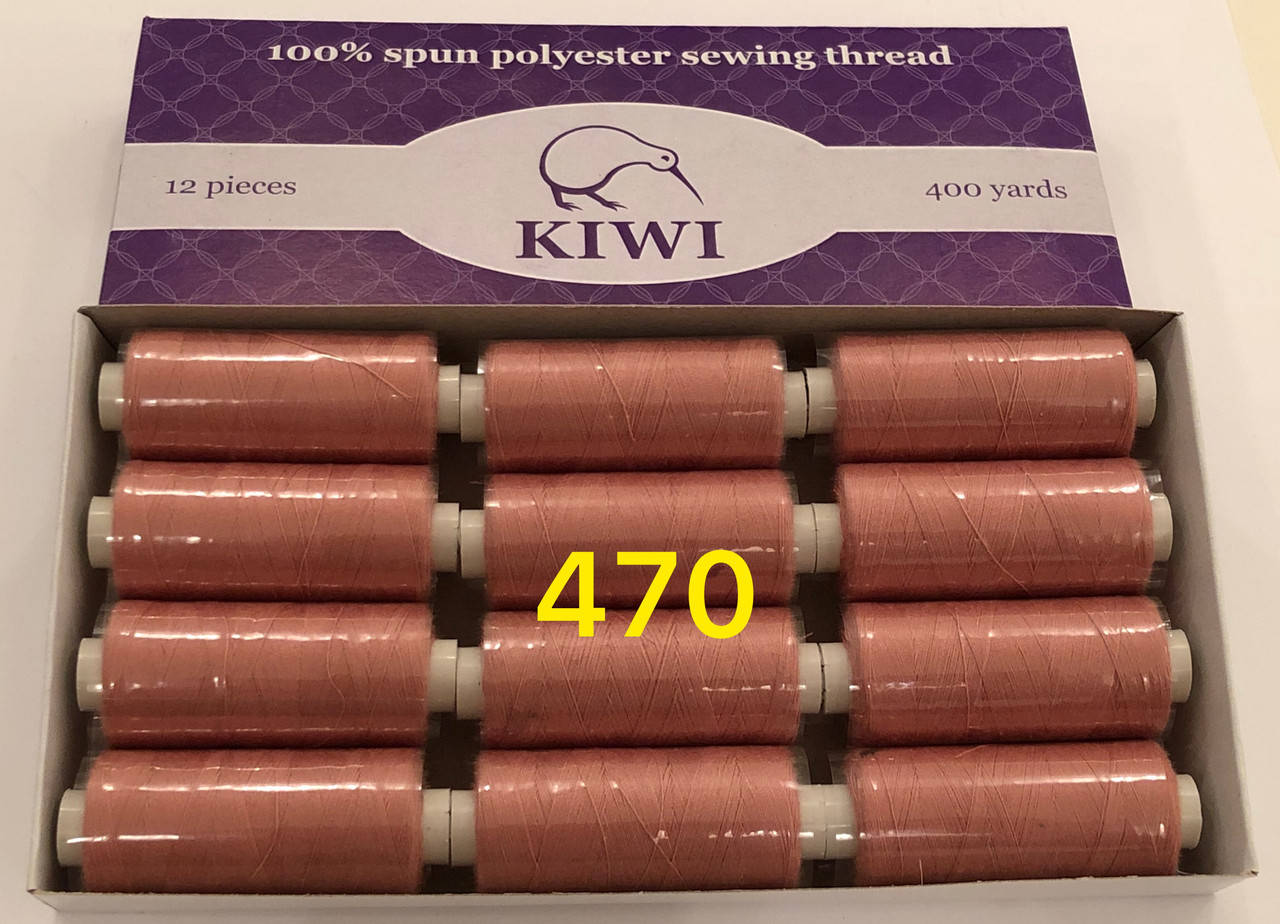 100% spun polyester sewing thread
12 pieces
400 yards
KIWI
470